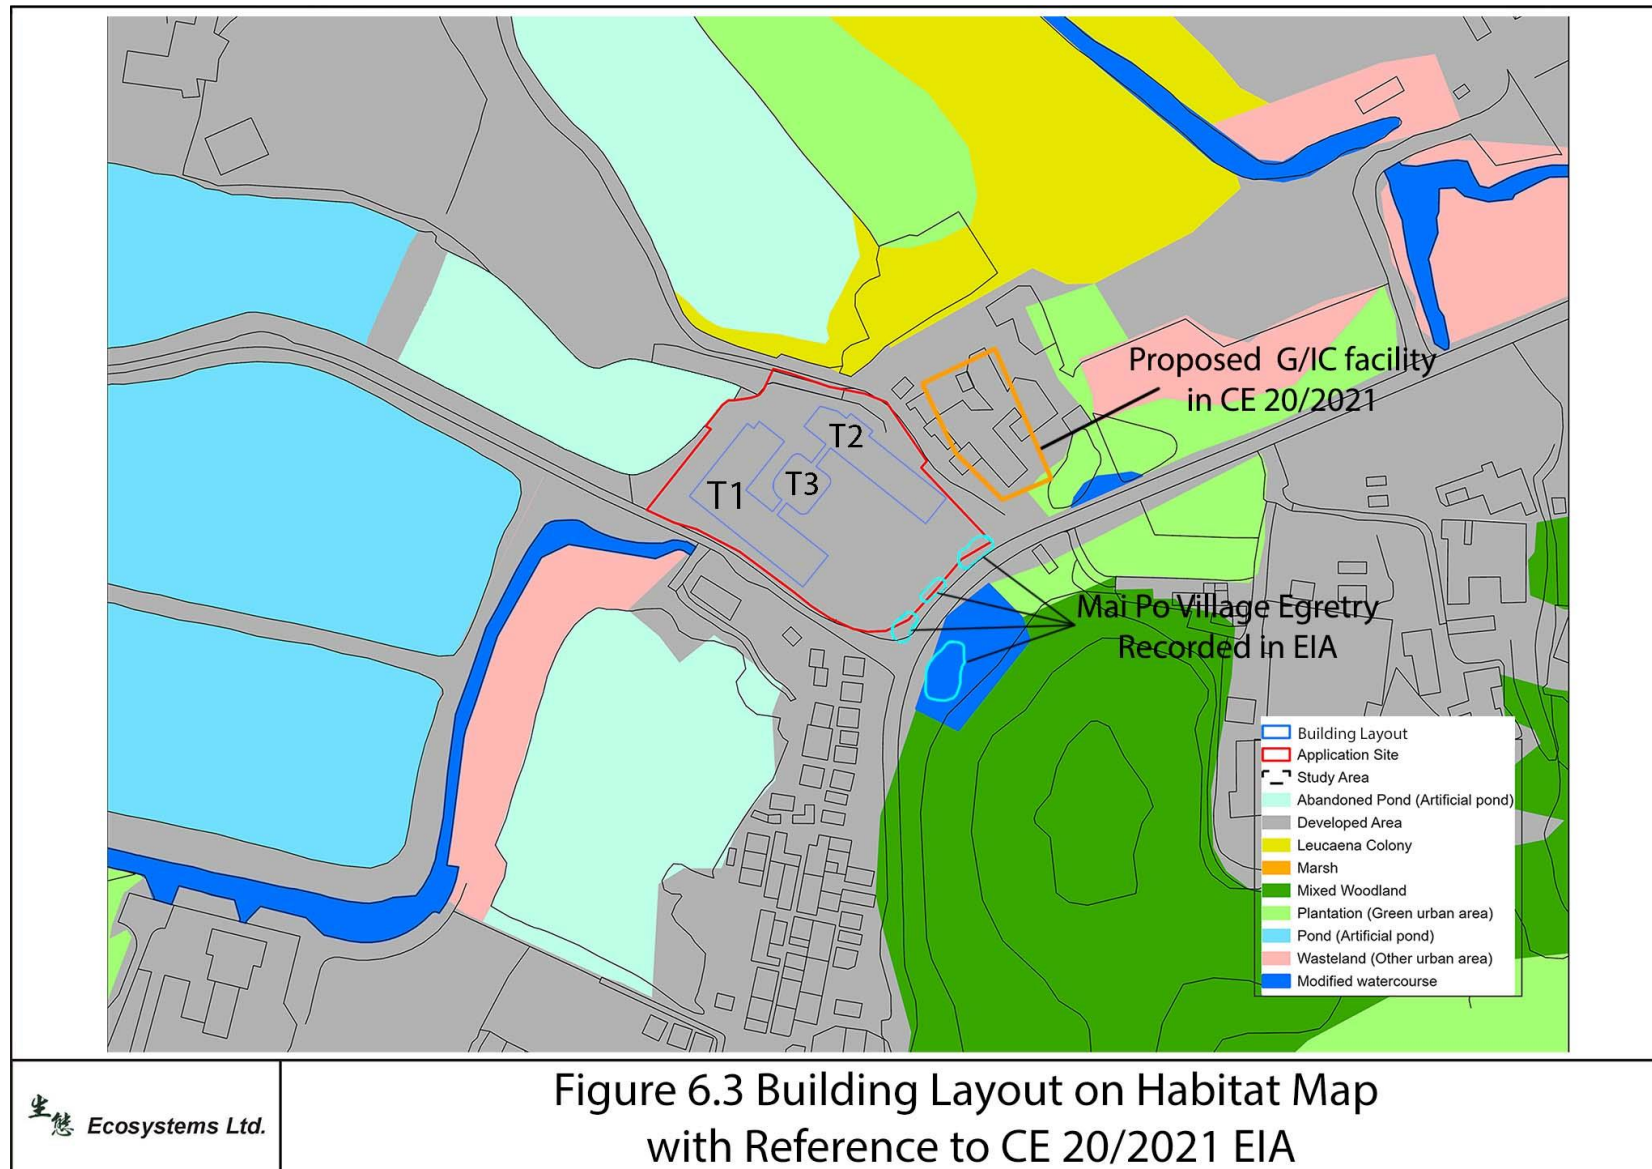 Proposed G/IC facility
in CE 20/2021
T2
T3
T1
Mai Po Village Egretry
Recorded in EIA
Building Layout
Application Site
Study Area
Abandoned Pond (Artificial pond)
Developed Area
Leucaena Colony
Marsh
Mixed Woodland
Plantation (Green urban area)
Pond (Artificial pond)
Wasteland (Other urban area)
Modified watercourse
生態 Ecosystems Ltd.
Figure 6.3 Building Layout on Habitat Map
with Reference to CE 20/2021 EIA